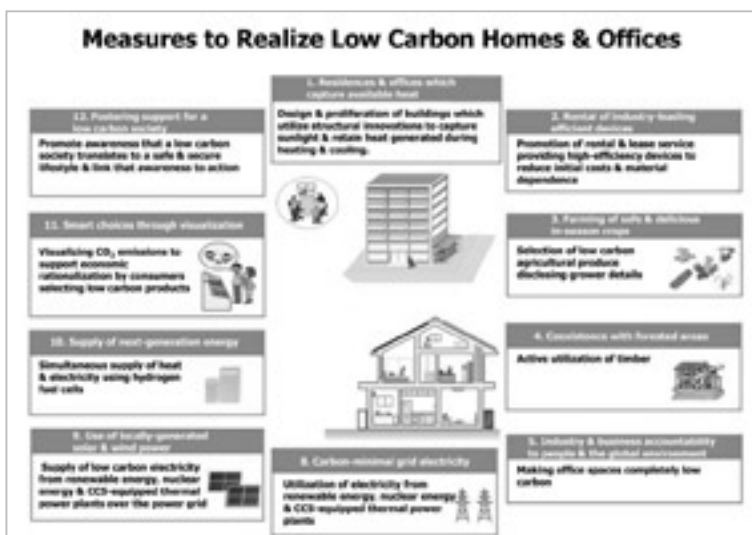 Measures to Realize Low Carbon Homes & Offices
1. Residences & offices which
capture available heat
Design & proliferation of buildings which
utilize structural innovations to capture
sunlight & retain heat generated during
heating & cooling.
2. Rental of industry-leading
efficient devices
Promotion of rental & lease service
providing high-efficiency devices to
reduce initial costs & material
dependence
3. Farming of safe & delicious
in-season crops
Selection of low carbon
agricultural produce
disclosing grower details
4. Coexistence with forested areas
Active utilization of timber
5. Industry & business accountability
to people & the global environment
Making office spaces completely low
carbon
8. Carbon-minimal grid electricity
Utilization of electricity from
renewable energy, nuclear energy
& CCS-equipped thermal power
plants
9. Use of locally-generated
solar & wind power
Supply of low carbon electricity
from renewable energy, nuclear
energy & CCS-equipped thermal
power plants over the power grid
10. Supply of next-generation energy
Simultaneous supply of heat
& electricity using hydrogen
fuel cells
11. Smart choices through visualization
Visualizing CO₂ emissions to
support economic
rationalization by consumers
selecting low carbon products
12. Fostering support for a
low carbon society
Promote awareness that a low carbon
society translates to a safe & secure
lifestyle & link that awareness to action